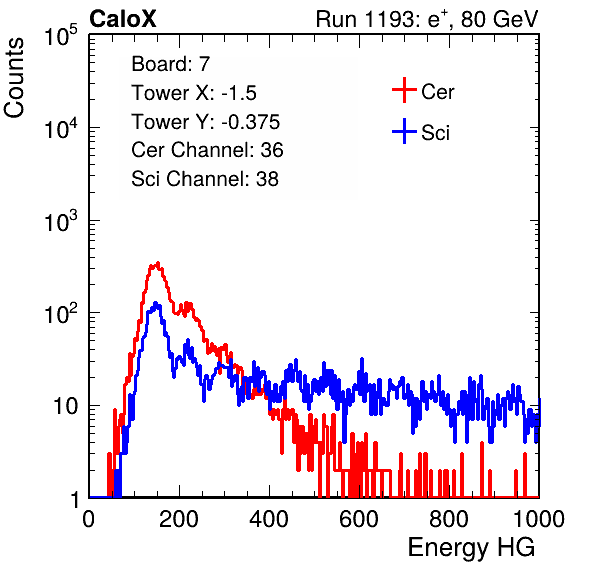 CaloX Run 1193: e⁺, 80 GeV
Board: 7
Tower X: -1.5
Tower Y: -0.375
Cer Channel: 36
Sci Channel: 38
Cer
Sci
Counts
10⁵
10⁴
10³
10²
10
1
0 200 400 600 800 1000
Energy HG